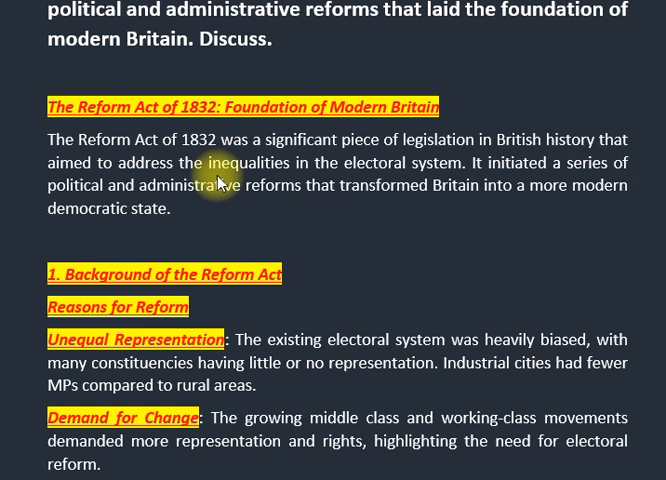 political and administrative reforms that laid the foundation of
modern Britain. Discuss.
The Reform Act of 1832: Foundation of Modern Britain
The Reform Act of 1832 was a significant piece of legislation in British history that
aimed to address the inequalities in the electoral system. It initiated a series of
political and administrative reforms that transformed Britain into a more modern
democratic state.
1. Background of the Reform Act
Reasons for Reform
Unequal Representation: The existing electoral system was heavily biased, with
many constituencies having little or no representation. Industrial cities had fewer
MPs compared to rural areas.
Demand for Change: The growing middle class and working-class movements
demanded more representation and rights, highlighting the need for electoral
reform.